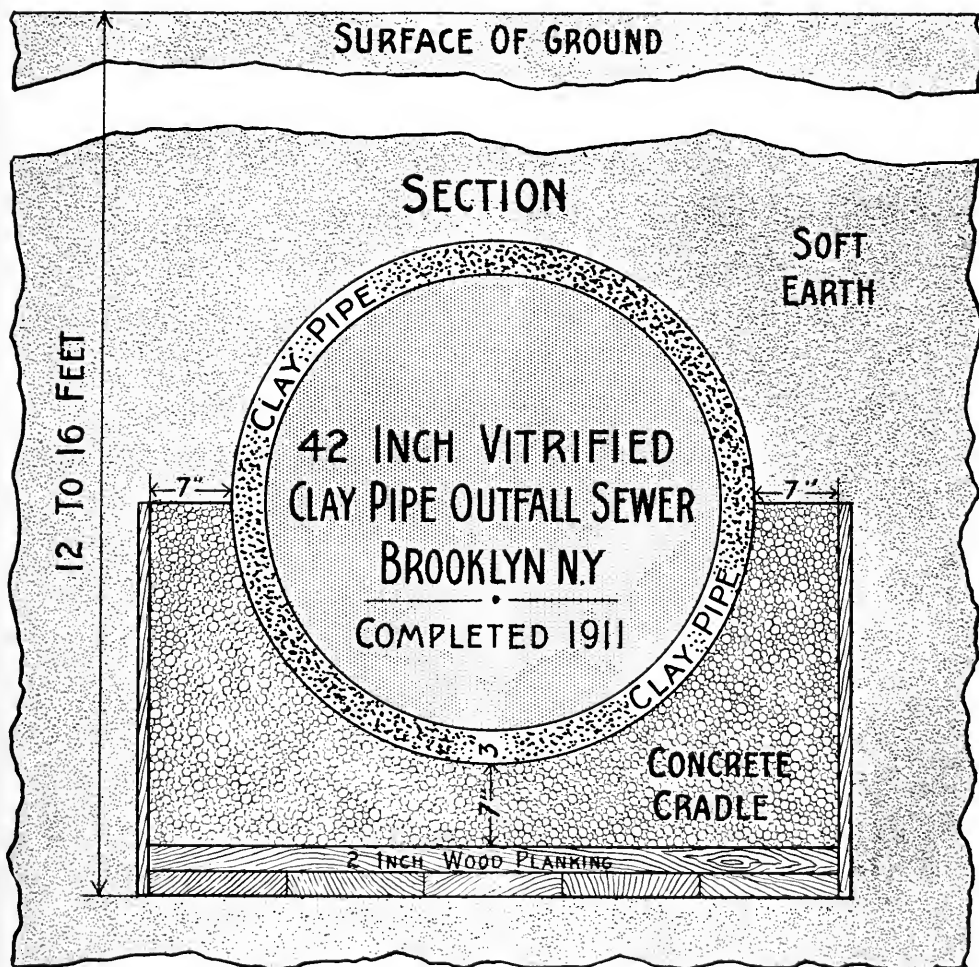 SURFACE OF GROUND
SECTION
SOFT
EARTH
12 TO 16 FEET
CLAY PIPE
42 INCH VITRIFIED
CLAY PIPE OUTFALL SEWER
BROOKLYN N.Y
COMPLETED 1911
7"
7"
CLAY PIPE
3
7"
CONCRETE
CRADLE
2 INCH WOOD PLANKING